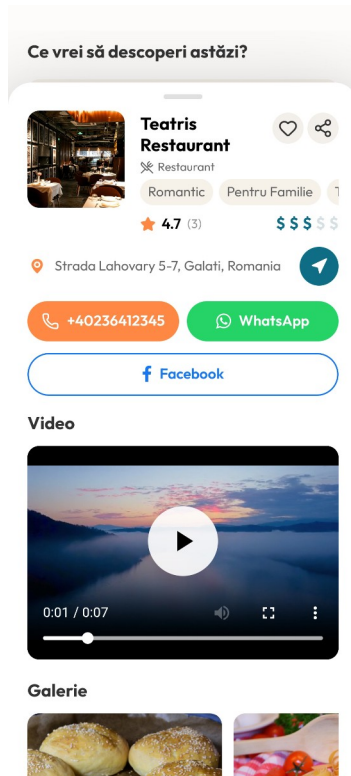 Ce vrei să descoperi astăzi?
Teatris
Restaurant
Restaurant
Romantic Pentru Familie T
4.7 (3) $ $ $ $ $
Strada Lahovary 5-7, Galati, Romania
+40236412345 WhatsApp
Facebook
Video
0:01 / 0:07
Galerie